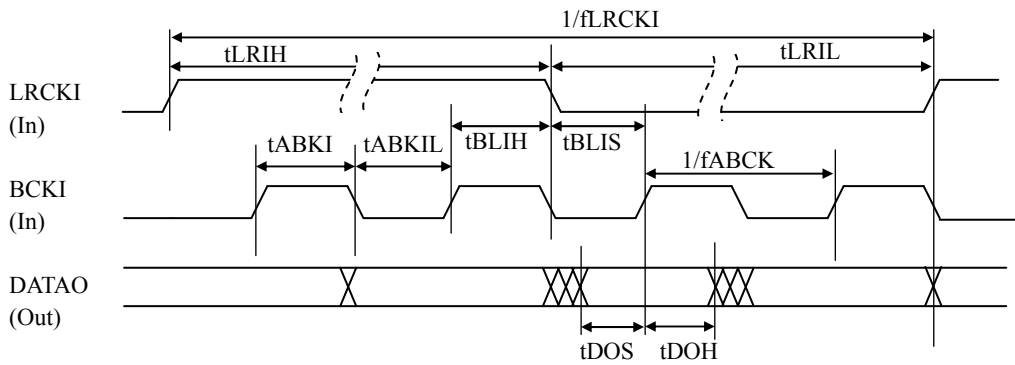 1/fLRCKI
tLRIH
tLRIL
LRCKI
(In)
tABKI
tABKIL
tBLIH
tBLIS
1/fABCK
BCKI
(In)
DATAO
(Out)
tDOS
tDOH